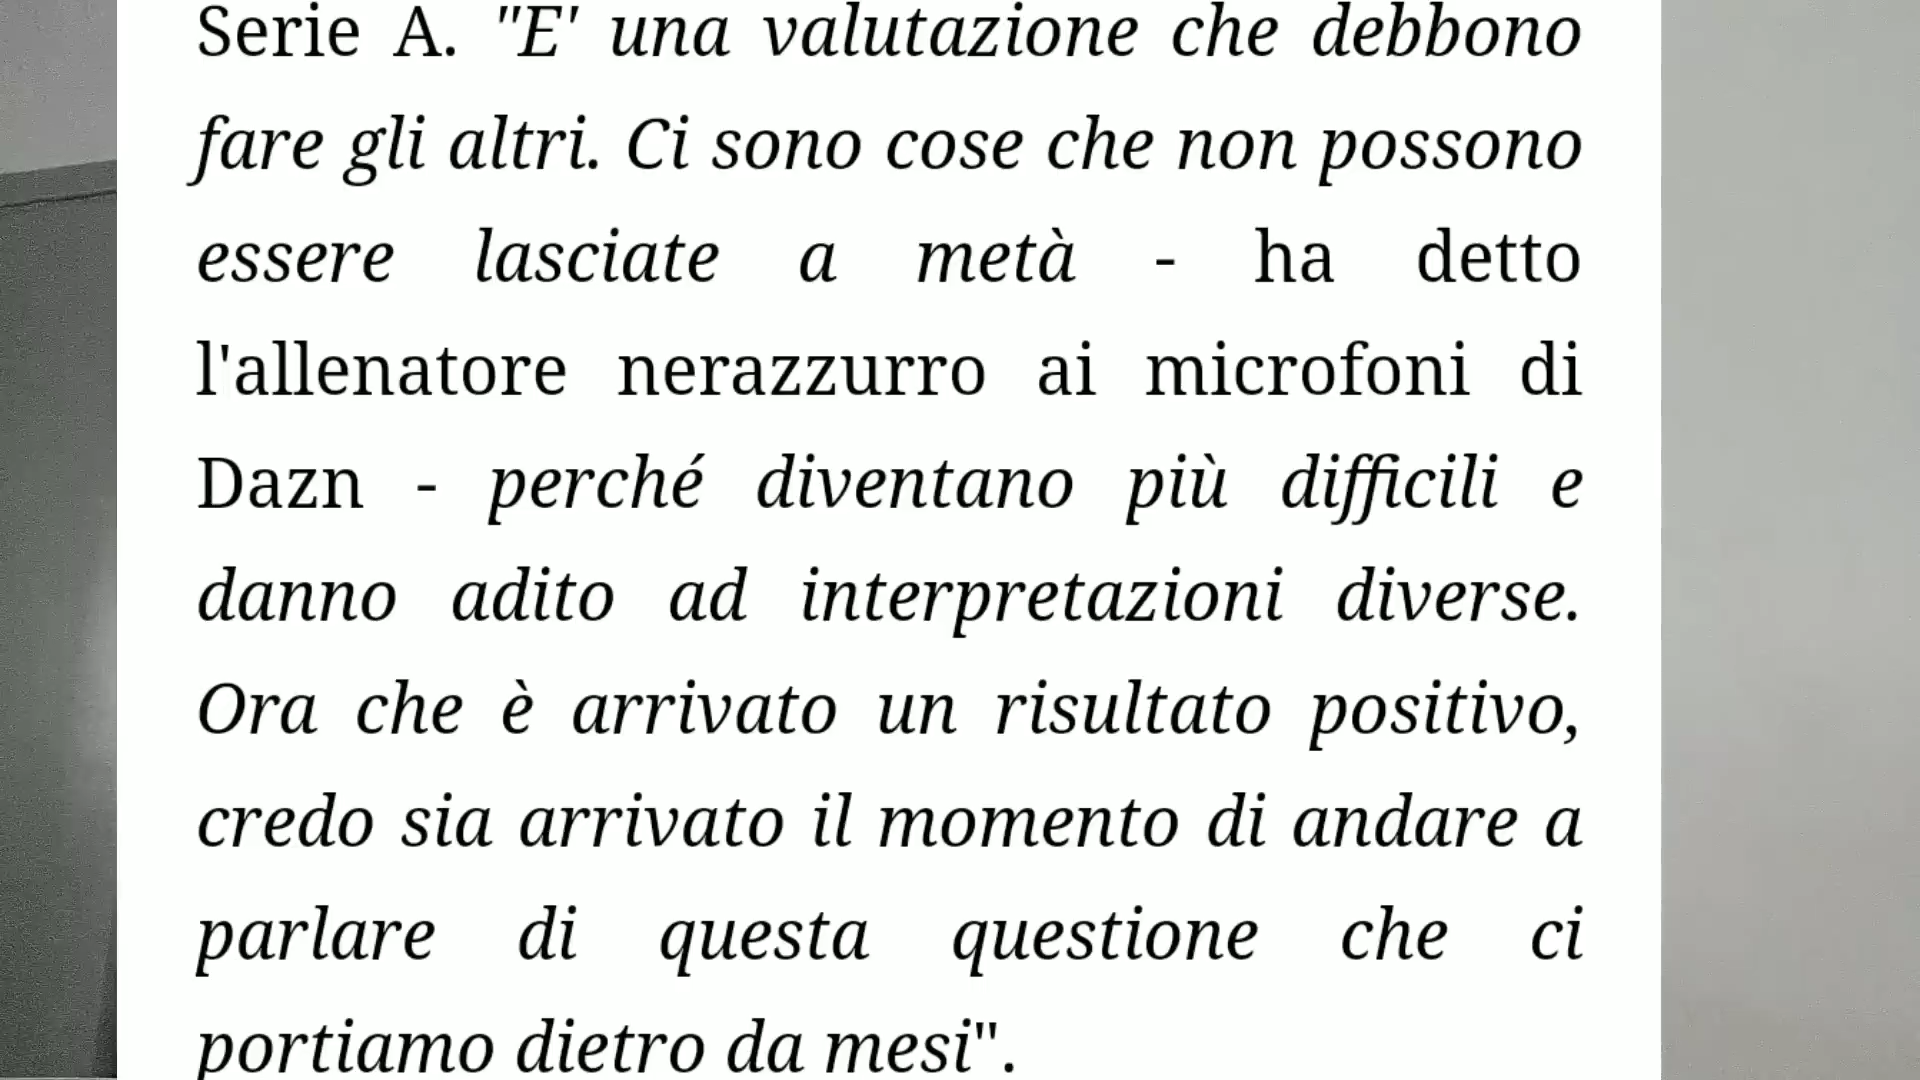 Serie A. "E' una valutazione che debbono
fare gli altri. Ci sono cose che non possono
essere lasciate a metà - ha detto
l'allenatore nerazzurro ai microfoni di
Dazn - perché diventano più difficili e
danno adito ad interpretazioni diverse.
Ora che è arrivato un risultato positivo,
credo sia arrivato il momento di andare a
parlare di questa questione che ci
portiamo dietro da mesi".